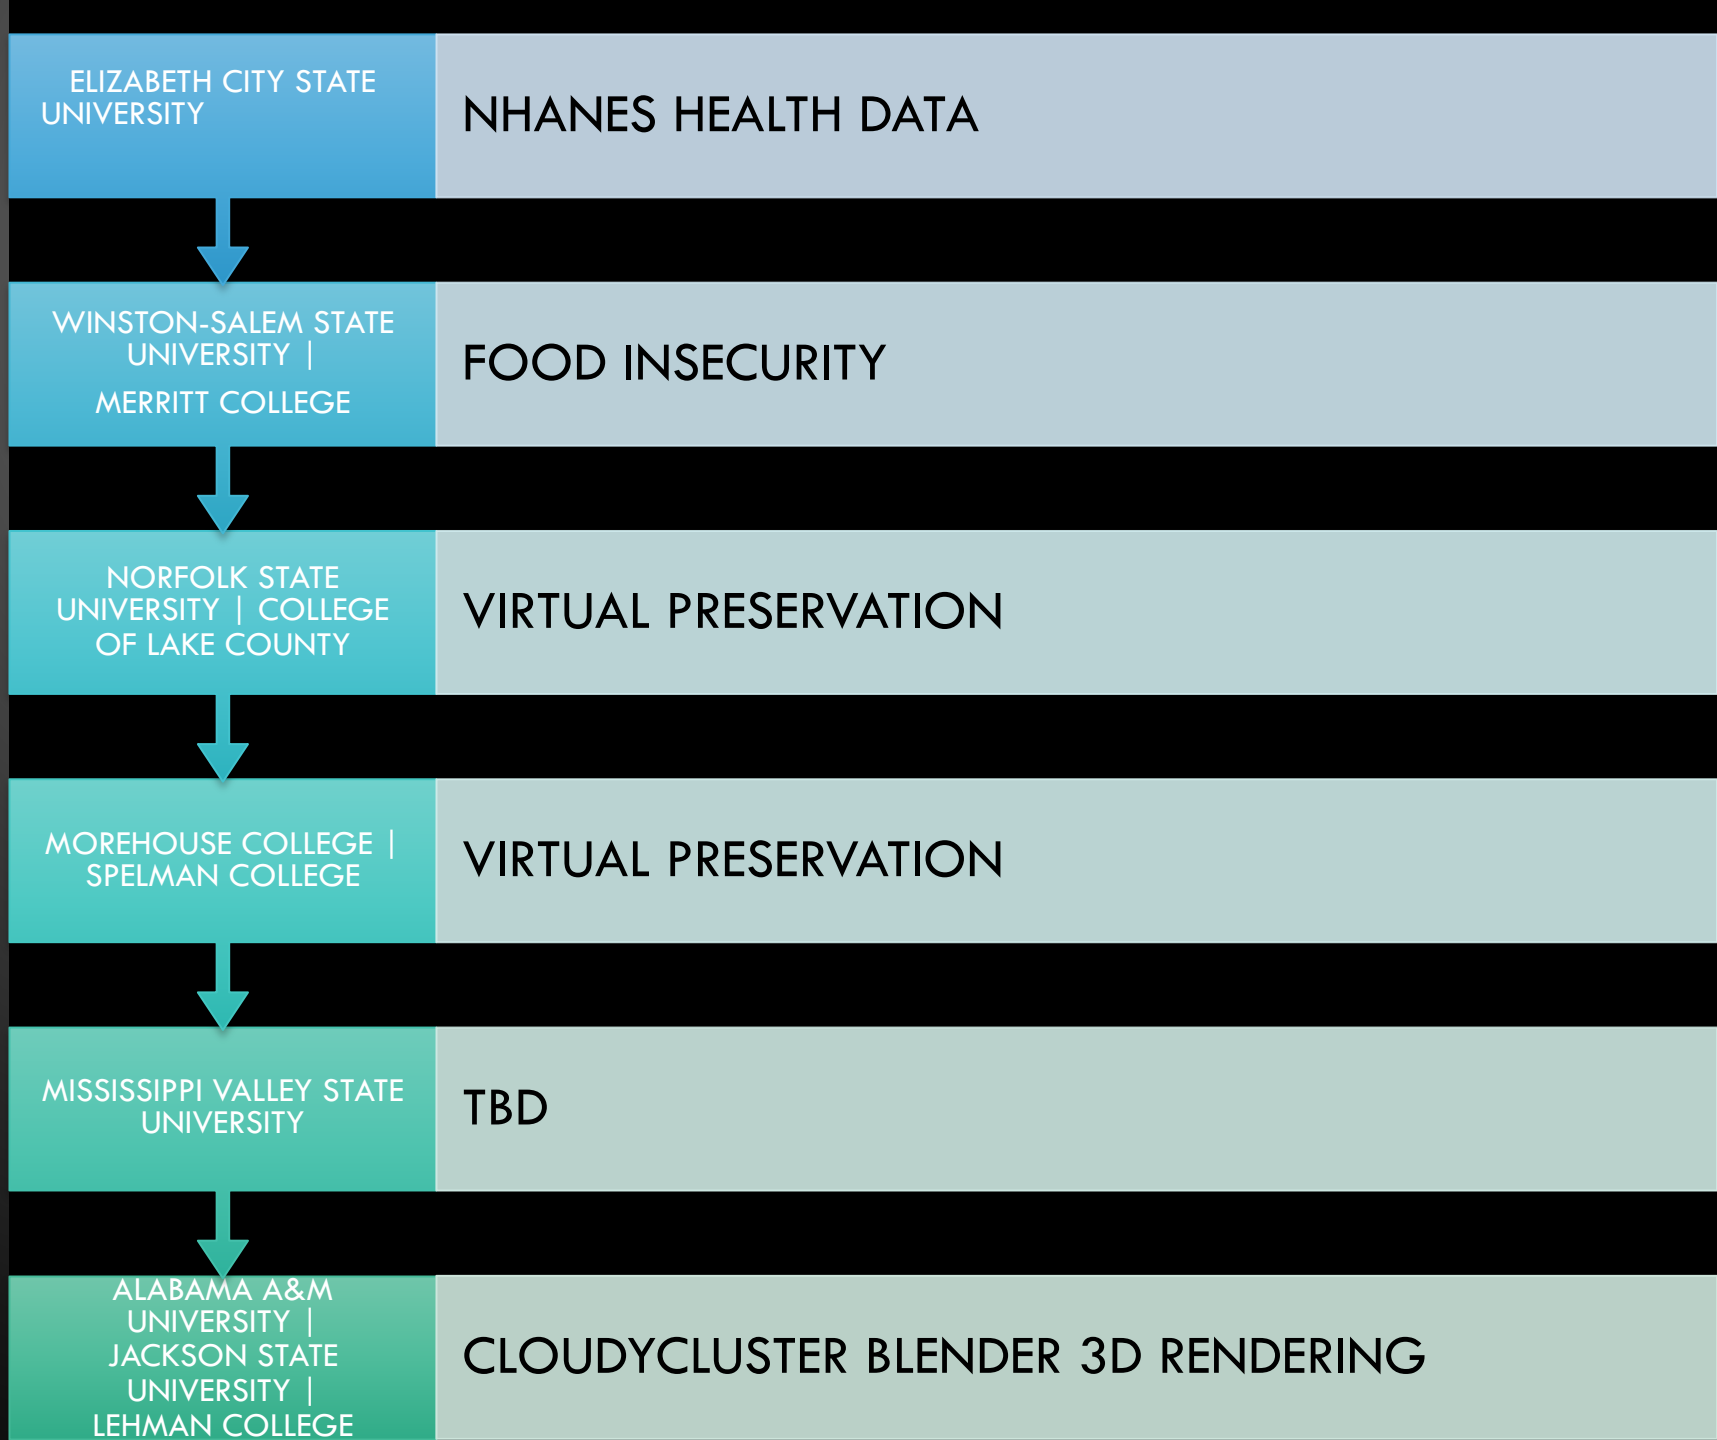 ELIZABETH CITY STATE
UNIVERSITY
NHANES HEALTH DATA
WINSTON-SALEM STATE
UNIVERSITY |
MERRITT COLLEGE
FOOD INSECURITY
NORFOLK STATE
UNIVERSITY | COLLEGE
OF LAKE COUNTY
VIRTUAL PRESERVATION
MOREHOUSE COLLEGE |
SPELMAN COLLEGE
VIRTUAL PRESERVATION
MISSISSIPPI VALLEY STATE
UNIVERSITY
TBD
ALABAMA A&M
UNIVERSITY |
JACKSON STATE
UNIVERSITY |
LEHMAN COLLEGE
CLOUDYCLUSTER BLENDER 3D RENDERING